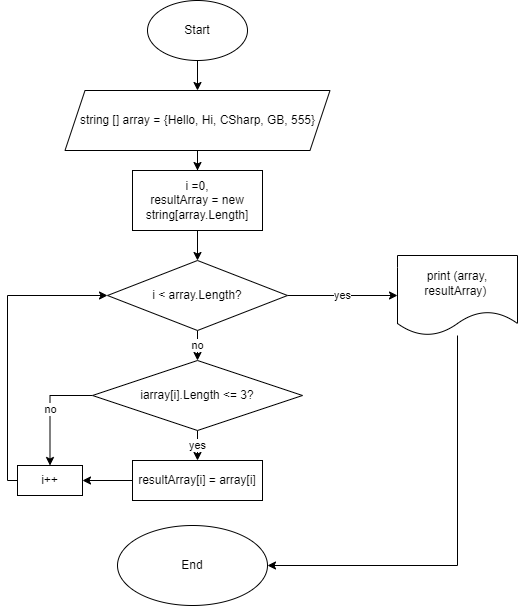 Start
string [] array = {Hello, Hi, CSharp, GB, 555}
i =0,
resultArray = new
string[array.Length]
i < array.Length?
yes
print (array,
resultArray)
no
iarray[i].Length <= 3?
no
yes
i++
resultArray[i] = array[i]
End